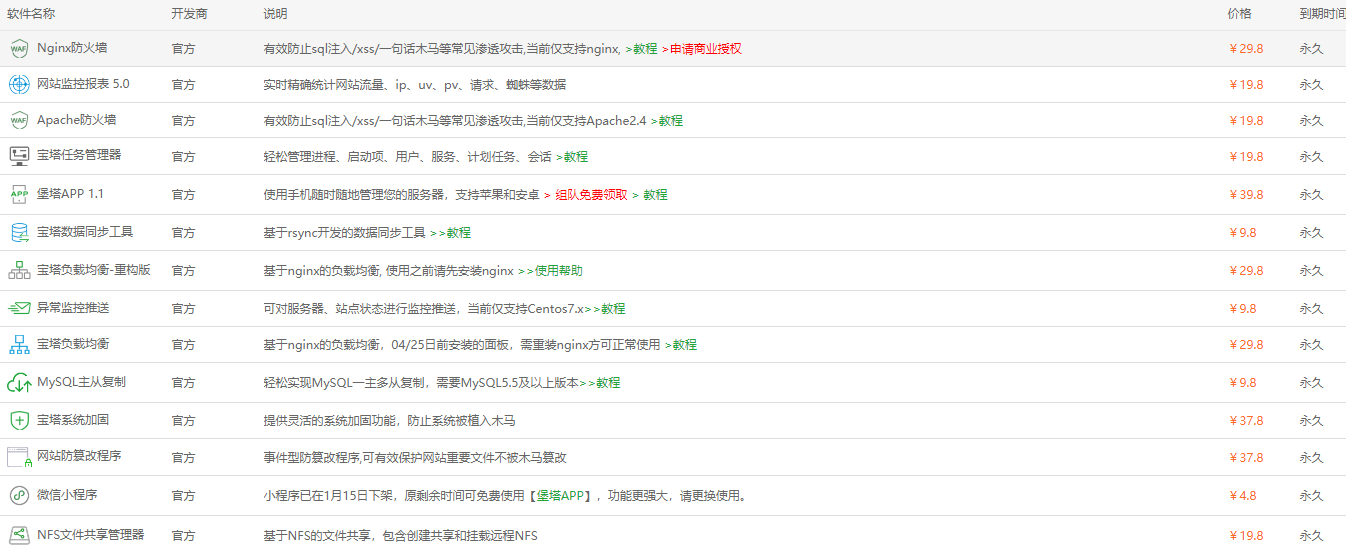 软件名称 开发商 说明 价格 到期时间
Nginx防火墙 官方 有效防止sql注入/xss/一句话木马等常见渗透攻击,当前仅支持nginx, >教程 >申请商业授权 ￥29.8 永久
网站监控报表 5.0 官方 实时精确统计网站流量、ip、uv、pv、请求、蜘蛛等数据 ￥19.8 永久
Apache防火墙 官方 有效防止sql注入/xss/一句话木马等常见渗透攻击,当前仅支持Apache2.4 >教程 ￥19.8 永久
宝塔任务管理器 官方 轻松管理进程、启动项、用户、服务、计划任务、会话 >教程 ￥19.8 永久
堡塔APP 1.1 官方 使用手机随时随地管理您的服务器，支持苹果和安卓 > 组队免费领取 > 教程 ￥39.8 永久
宝塔数据同步工具 官方 基于rsync开发的数据同步工具 >>教程 ￥9.8 永久
宝塔负载均衡-重构版 官方 基于nginx的负载均衡, 使用之前请先安装nginx >>使用帮助 ￥29.8 永久
异常监控推送 官方 可对服务器、站点状态进行监控推送，当前仅支持Centos7.x>>教程 ￥9.8 永久
宝塔负载均衡 官方 基于nginx的负载均衡，04/25日前安装的面板，需重装nginx方可正常使用 >教程 ￥29.8 永久
MySQL主从复制 官方 轻松实现MySQL一主多从复制，需要MySQL5.5及以上版本>>教程 ￥9.8 永久
宝塔系统加固 官方 提供灵活的系统加固功能，防止系统被植入木马 ￥37.8 永久
网站防篡改程序 官方 事件型防篡改程序,可有效保护网站重要文件不被木马篡改 ￥37.8 永久
微信小程序 官方 小程序已在1月15日下架，原剩余时间可免费使用【堡塔APP】，功能更强大，请更换使用。 ￥4.8 永久
NFS文件共享管理器 官方 基于NFS的文件共享，包含创建共享和挂载远程NFS ￥19.8 永久